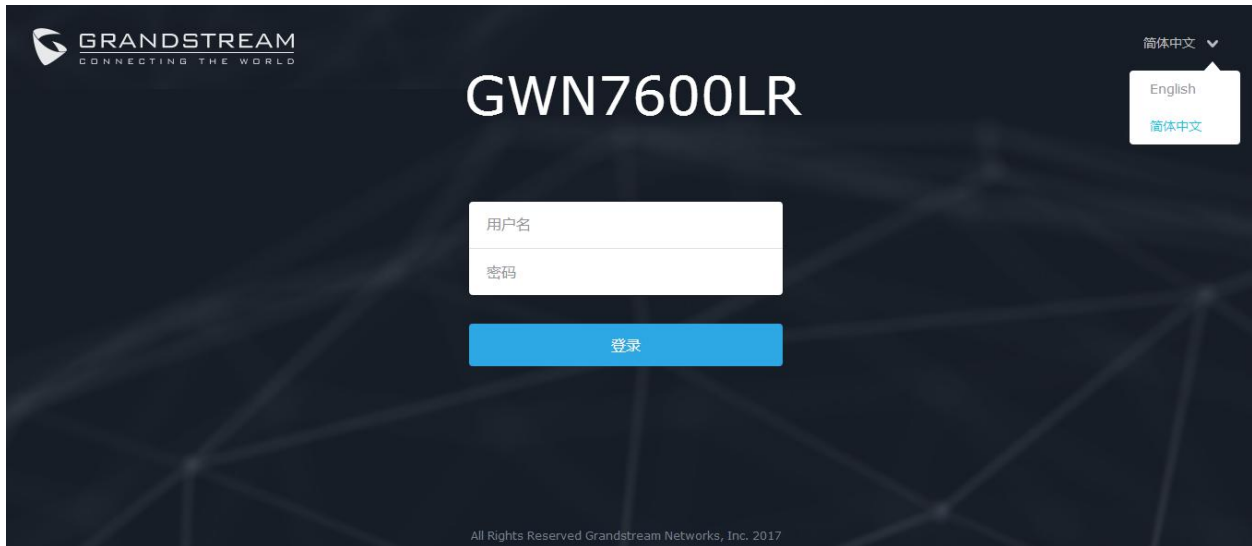 GRANDSTREAM
CONNECTING THE WORLD
简体中文
GWN7600LR
English
简体中文
用户名
密码
登录
All Rights Reserved Grandstream Networks, Inc. 2017